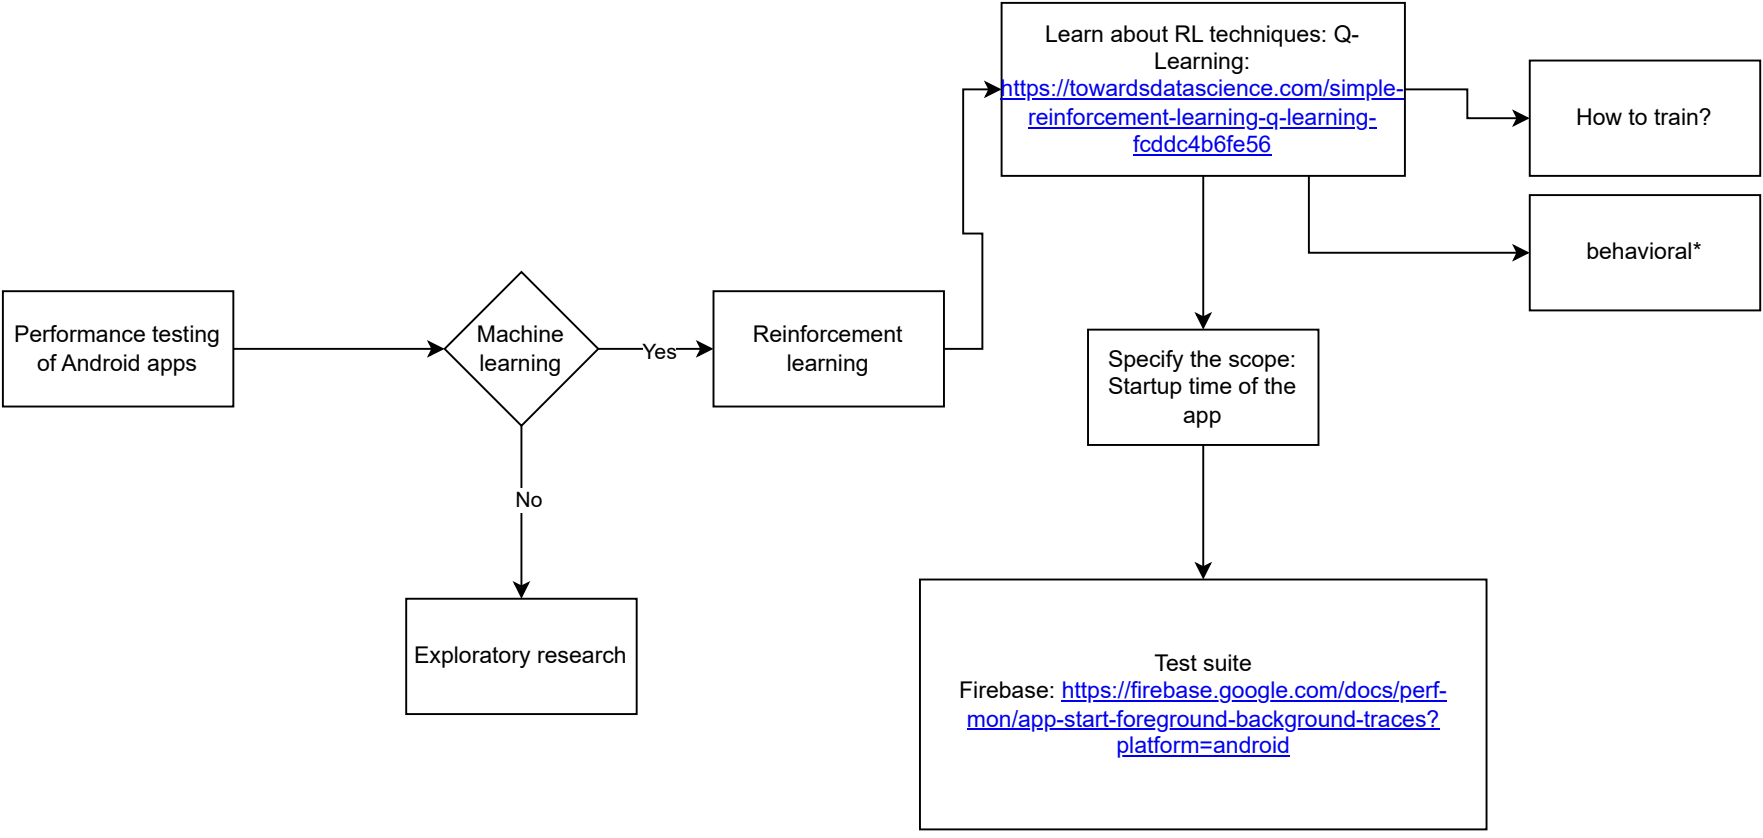 Performance testing
of Android apps
Machine
learning
Yes
No
Exploratory research
Reinforcement
learning
Learn about RL techniques: Q-
Learning:
https://towardsdatascience.com/simple-
reinforcement-learning-q-learning-
fcddc4b6fe56
How to train?
behavioral*
Specify the scope:
Startup time of the
app
Test suite
Firebase: https://firebase.google.com/docs/perf-
mon/app-start-foreground-background-traces?
platform=android